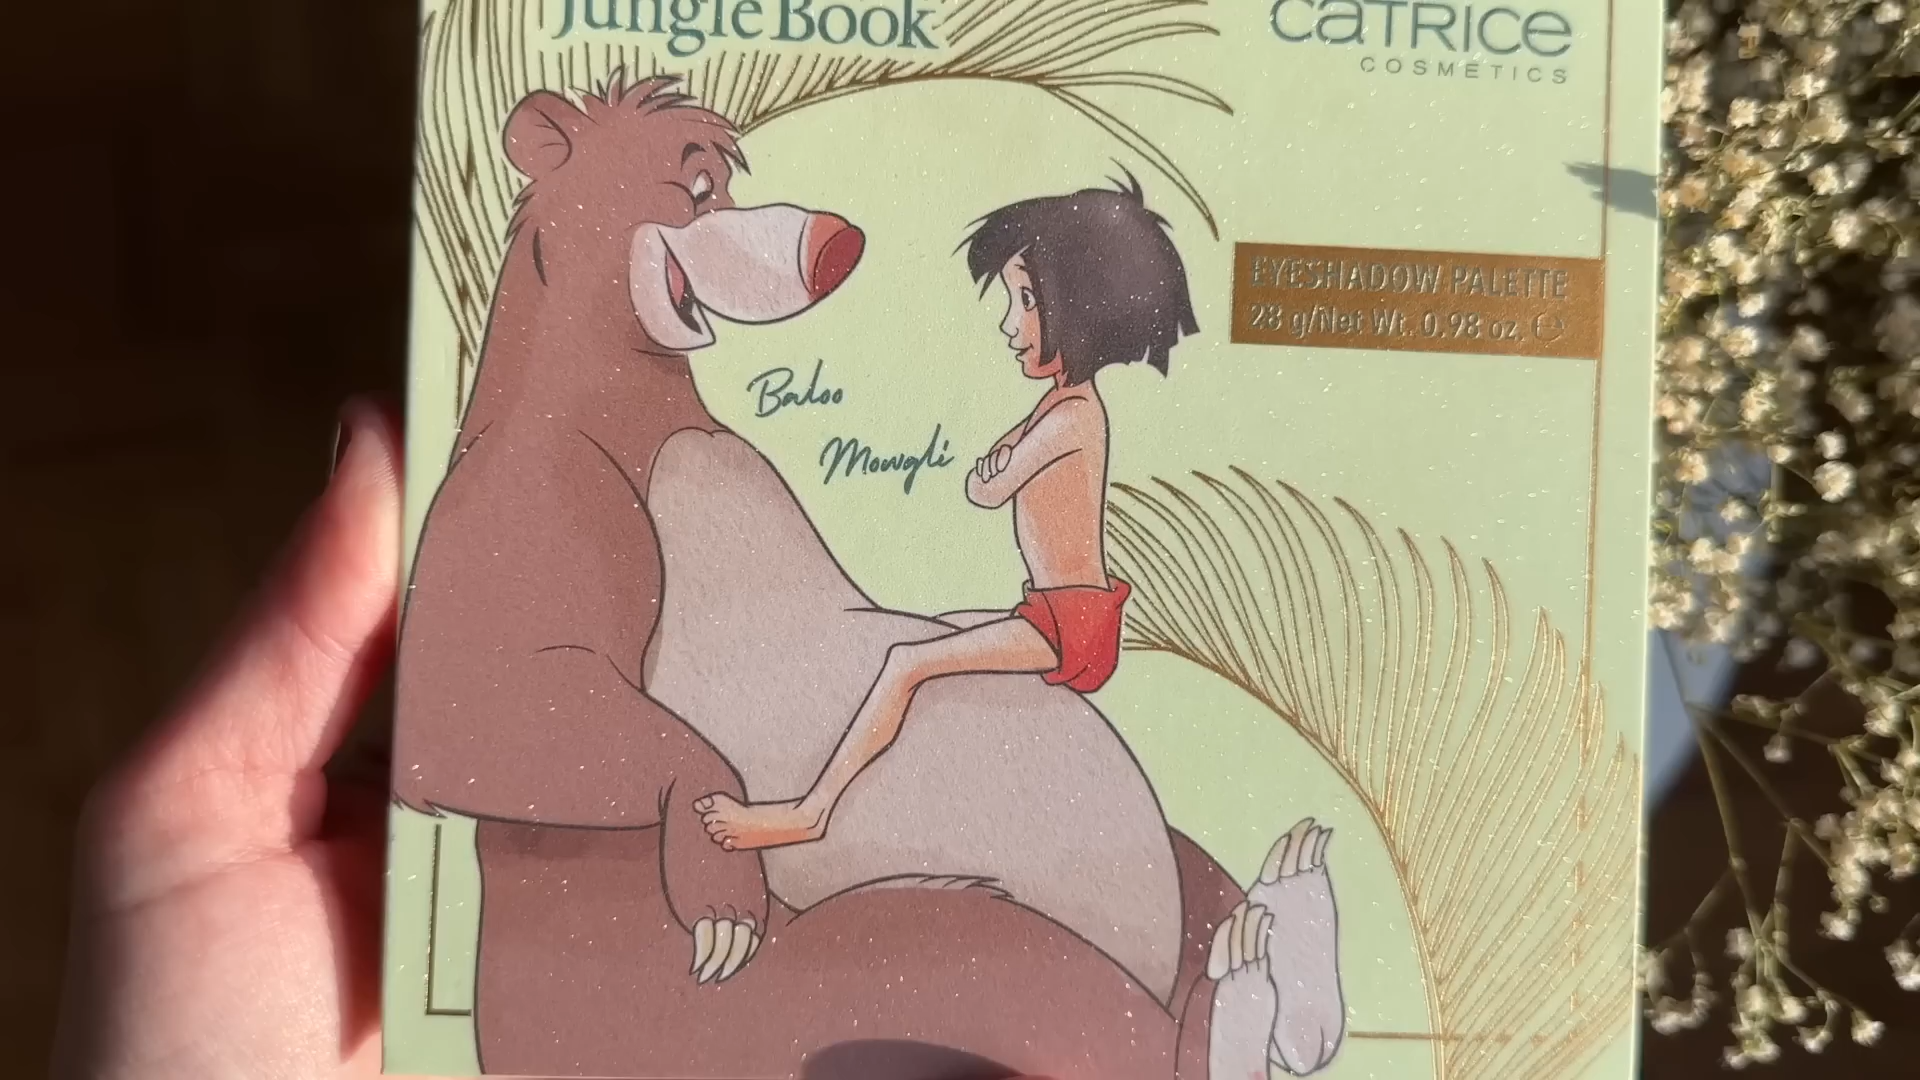 Jungle Book
CATRICE
COSMETICS
EYESHADOW PALETTE
28 g/Net Wt. 0.98 oz. ℮
Baloo
Mowgli